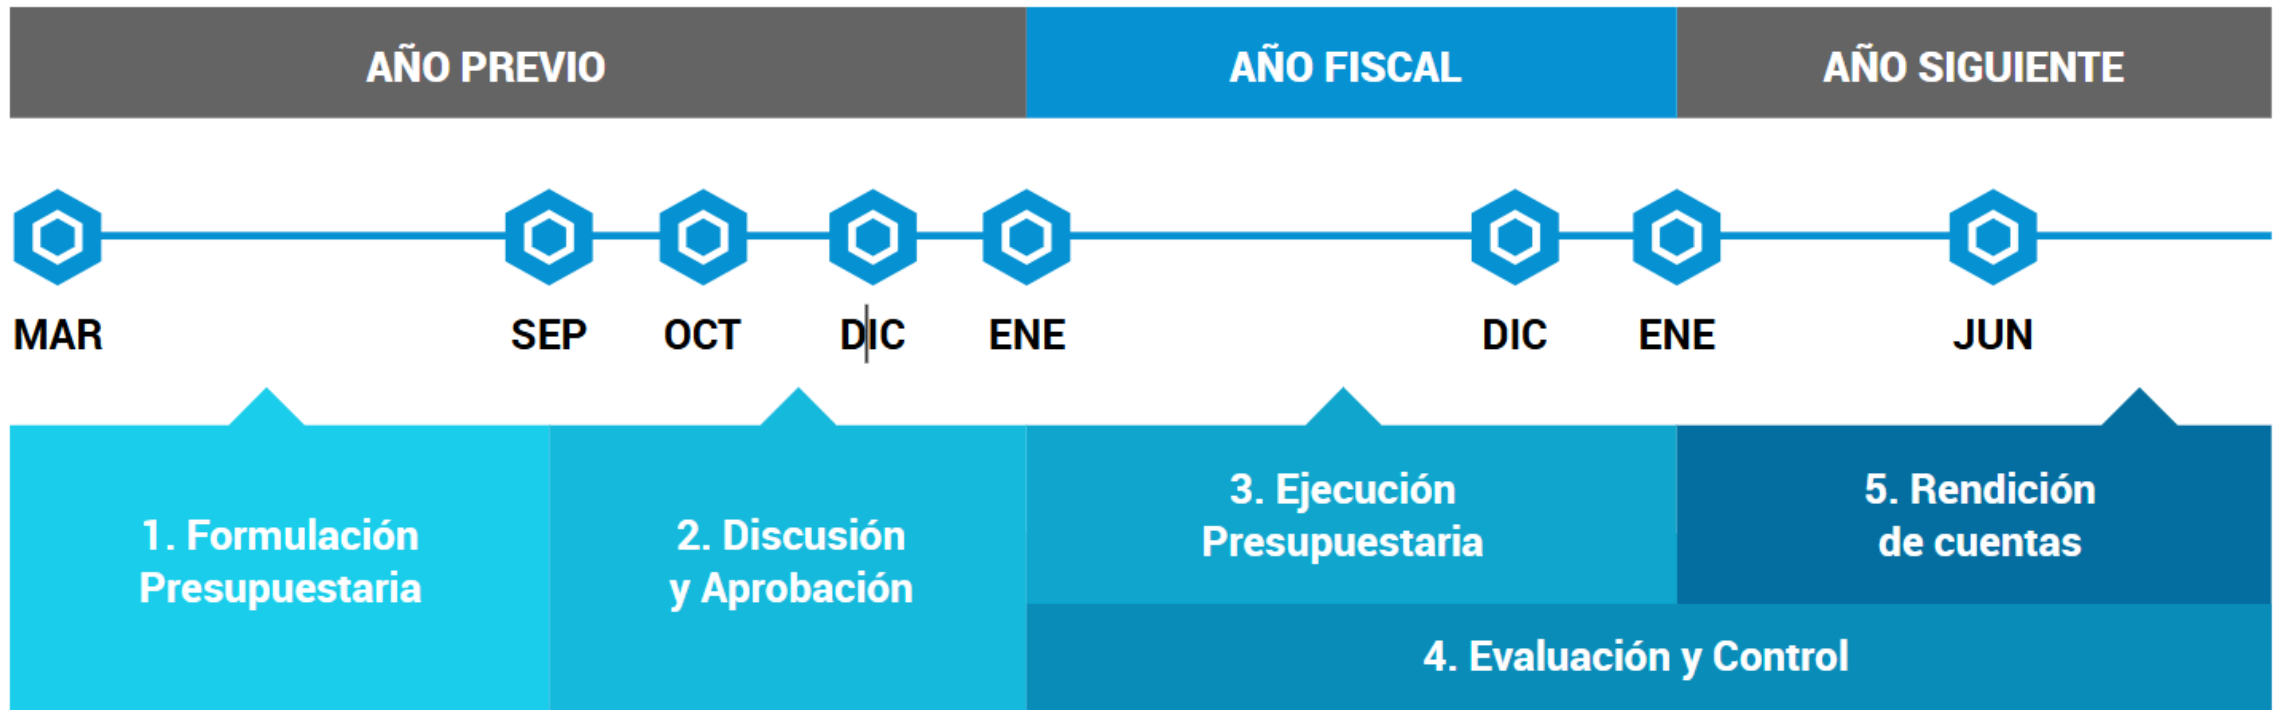 AÑO PREVIO
AÑO FISCAL
AÑO SIGUIENTE
MAR
SEP
OCT
DIC
ENE
DIC
ENE
JUN
1. Formulación
Presupuestaria
2. Discusión
y Aprobación
3. Ejecución
Presupuestaria
5. Rendición
de cuentas
4. Evaluación y Control